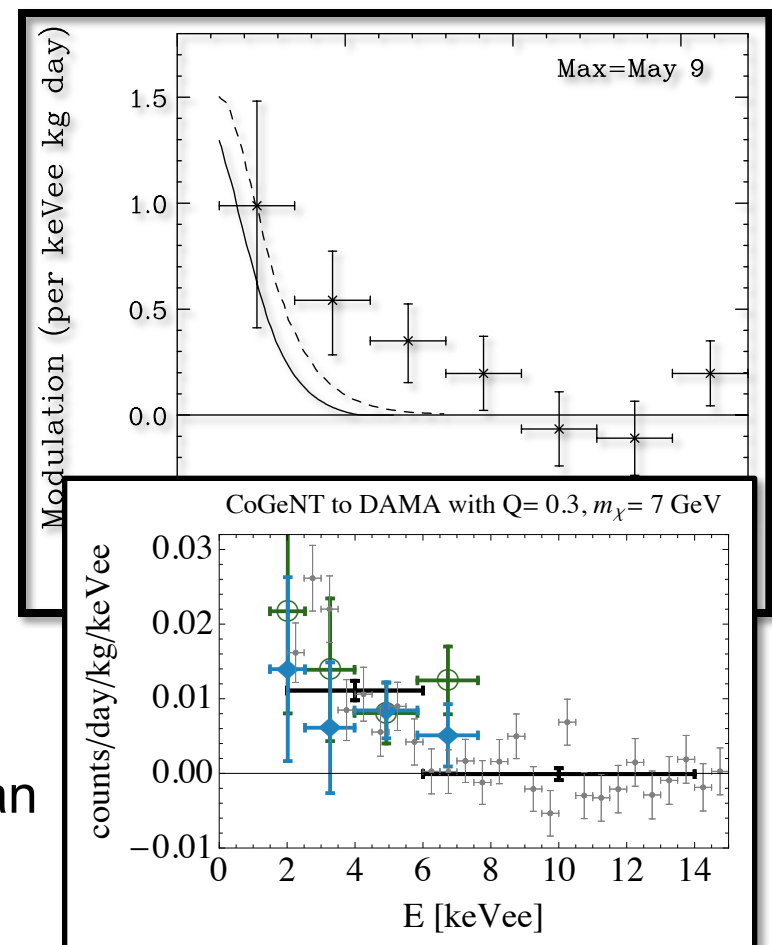 Modulation (per keVee kg day)
Max=May 9
1.5
1.0
0.5
0.0
CoGeNT to DAMA with Q= 0.3, mχ= 7 GeV
counts/day/kg/keVee
0.03
0.02
0.01
0.00
−0.01
0 2 4 6 8 10 12 14
E [keVee]
an